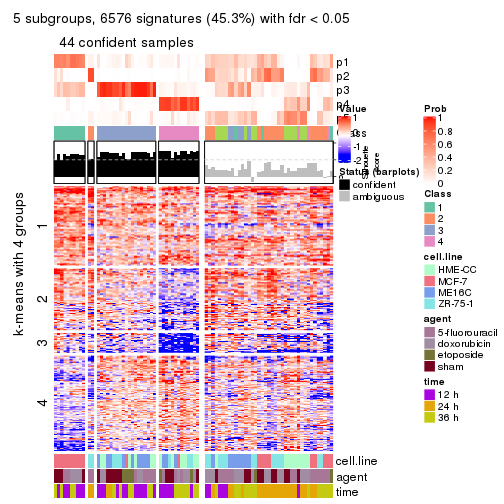 5 subgroups, 6576 signatures (45.3%) with fdr < 0.05
44 confident samples
p1
p2
p3
p4
Value
1
0
-1
-2
Silhouette
score
Status (barplots)
confident
ambiguous
k-means with 4 groups
1
2
3
4
cell.line
agent
time
Prob
1
0.8
0.6
0.4
0.2
0
Class
1
2
3
4
cell.line
HME-CC
MCF-7
ME16C
ZR-75-1
agent
5-fluorouracil
doxorubicin
etoposide
sham
time
12 h
24 h
36 h